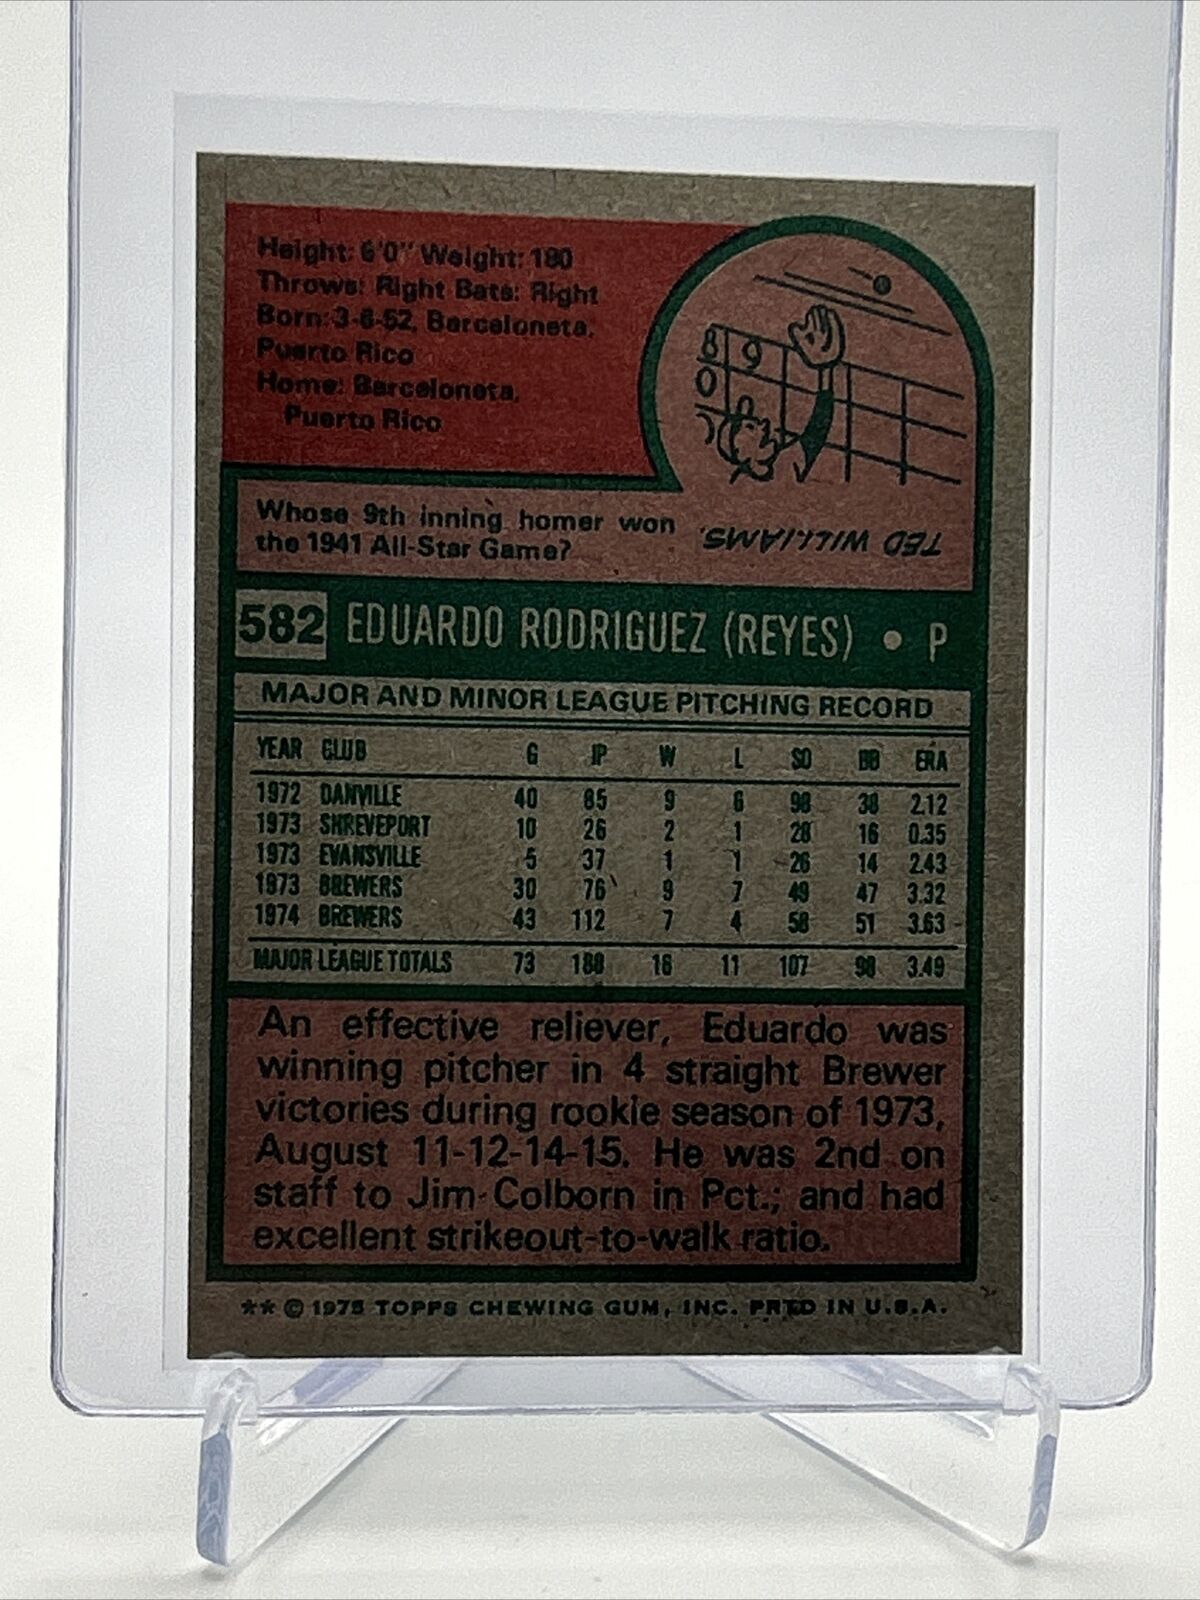 Height: 6'0" Weight: 180
Throws: Right Bats: Right
Born: 3-6-52, Barceloneta,
Puerto Rico
Home: Barceloneta,
Puerto Rico
8 9
0
Whose 9th inning homer won
the 1941 All-Star Game?
TED WILLIAMS.
582 EDUARDO RODRIGUEZ (REYES) • P
MAJOR AND MINOR LEAGUE PITCHING RECORD
YEAR CLUB G IP W L SO BB ERA
1972 DANVILLE 40 85 9 6 98 38 2.12
1973 SHREVEPORT 10 26 2 1 28 16 0.35
1973 EVANSVILLE 5 37 1 1 26 14 2.43
1973 BREWERS 30 76 9 7 49 47 3.32
1974 BREWERS 43 112 7 4 58 51 3.63
MAJOR LEAGUE TOTALS 73 188 16 11 107 98 3.49
An effective reliever, Eduardo was
winning pitcher in 4 straight Brewer
victories during rookie season of 1973,
August 11-12-14-15. He was 2nd on
staff to Jim Colborn in Pct.; and had
excellent strikeout-to-walk ratio.
** © 1975 TOPPS CHEWING GUM, INC. PRTD IN U.S.A.